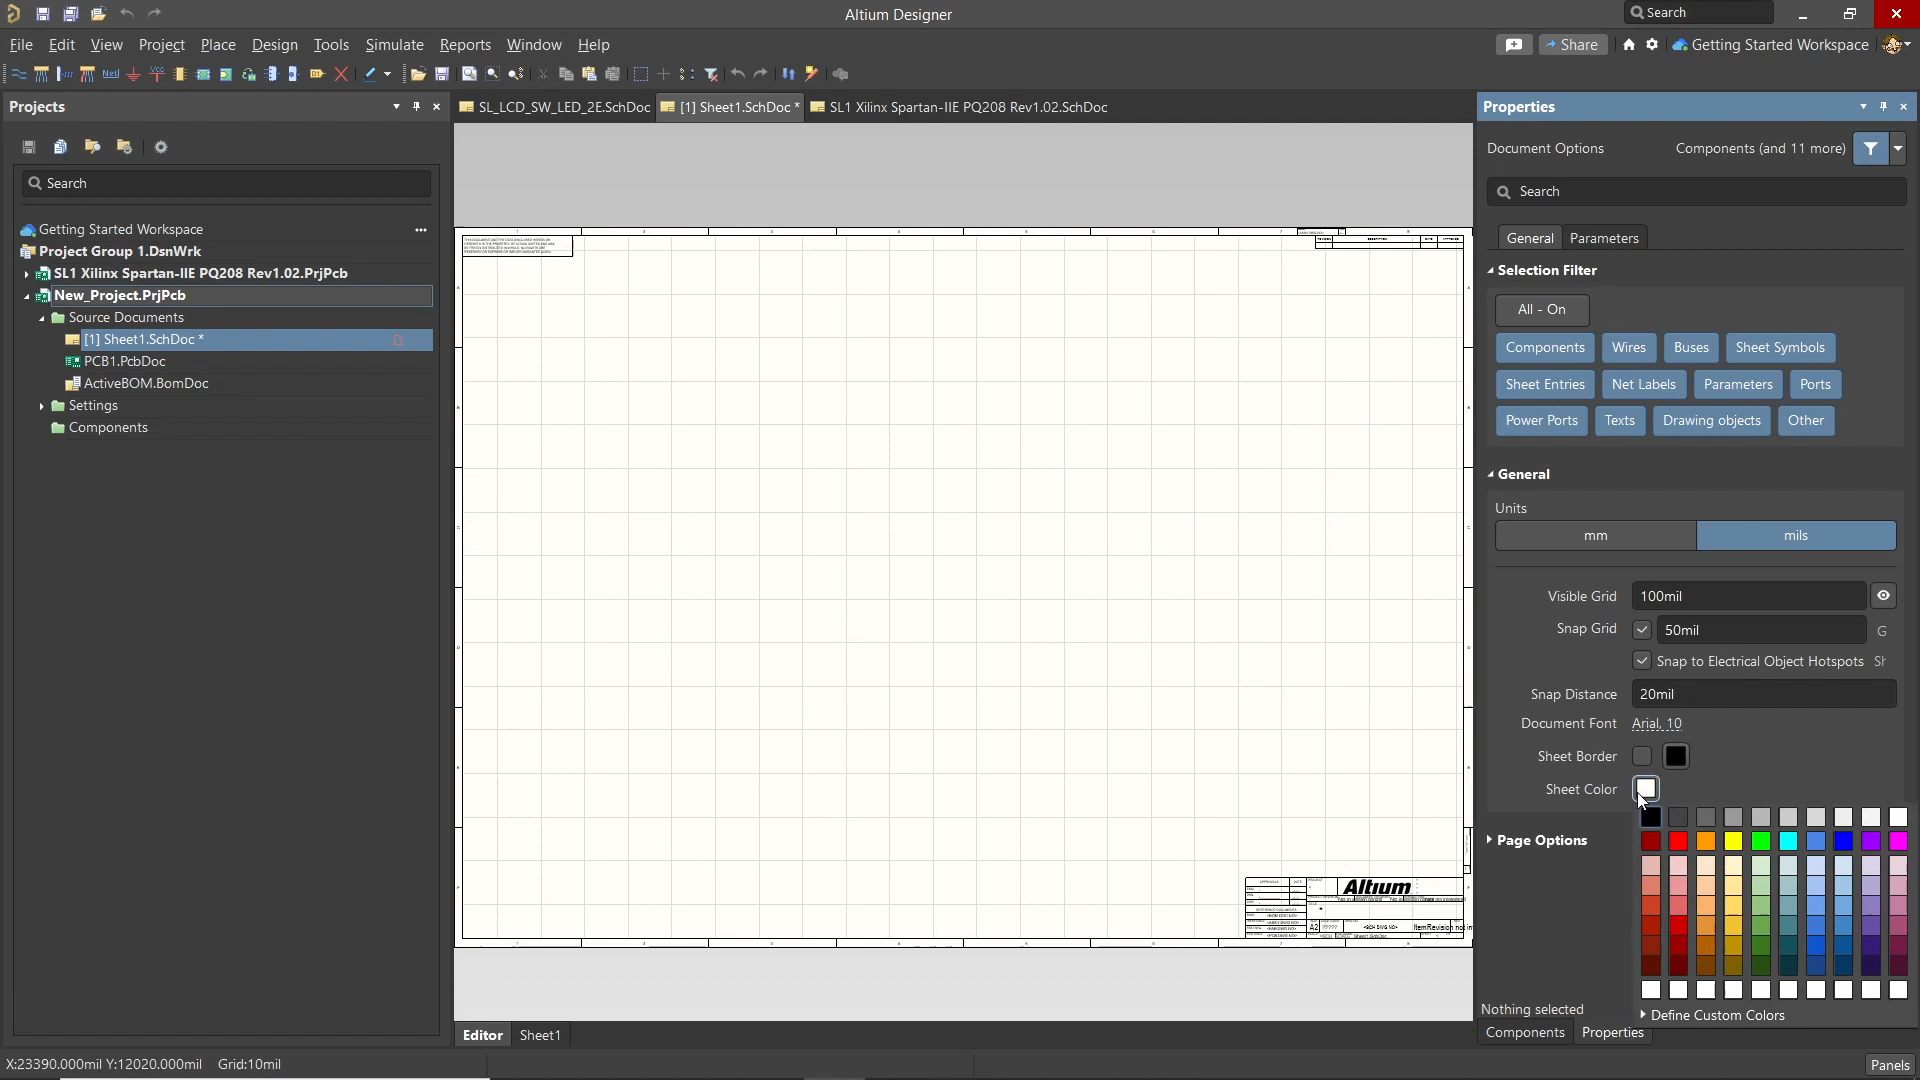 Altium Designer
Search
File Edit View Project Place Design Tools Simulate Reports Window Help
Share
Getting Started Workspace
Projects
SL_LCD_SW_LED_2E.SchDoc
[1] Sheet1.SchDoc *
SL1 Xilinx Spartan-IIE PQ208 Rev1.02.SchDoc
Properties
Search
Getting Started Workspace
Project Group 1.DsnWrk
SL1 Xilinx Spartan-IIE PQ208 Rev1.02.PrjPcb
New_Project.PrjPcb
Source Documents
[1] Sheet1.SchDoc *
PCB1.PcbDoc
ActiveBOM.BomDoc
Settings
Components
Altium
A2
Editor
Sheet1
Document Options
Components (and 11 more)
Search
General
Parameters
Selection Filter
All - On
Components Wires Buses Sheet Symbols
Sheet Entries Net Labels Parameters Ports
Power Ports Texts Drawing objects Other
General
Units
mm
mils
Visible Grid 100mil
Snap Grid 50mil G
Snap to Electrical Object Hotspots
Snap Distance 20mil
Document Font Arial, 10
Sheet Border
Sheet Color
Page Options
Define Custom Colors
Nothing selected
Components
Properties
X:23390.000mil Y:12020.000mil Grid:10mil
Panels